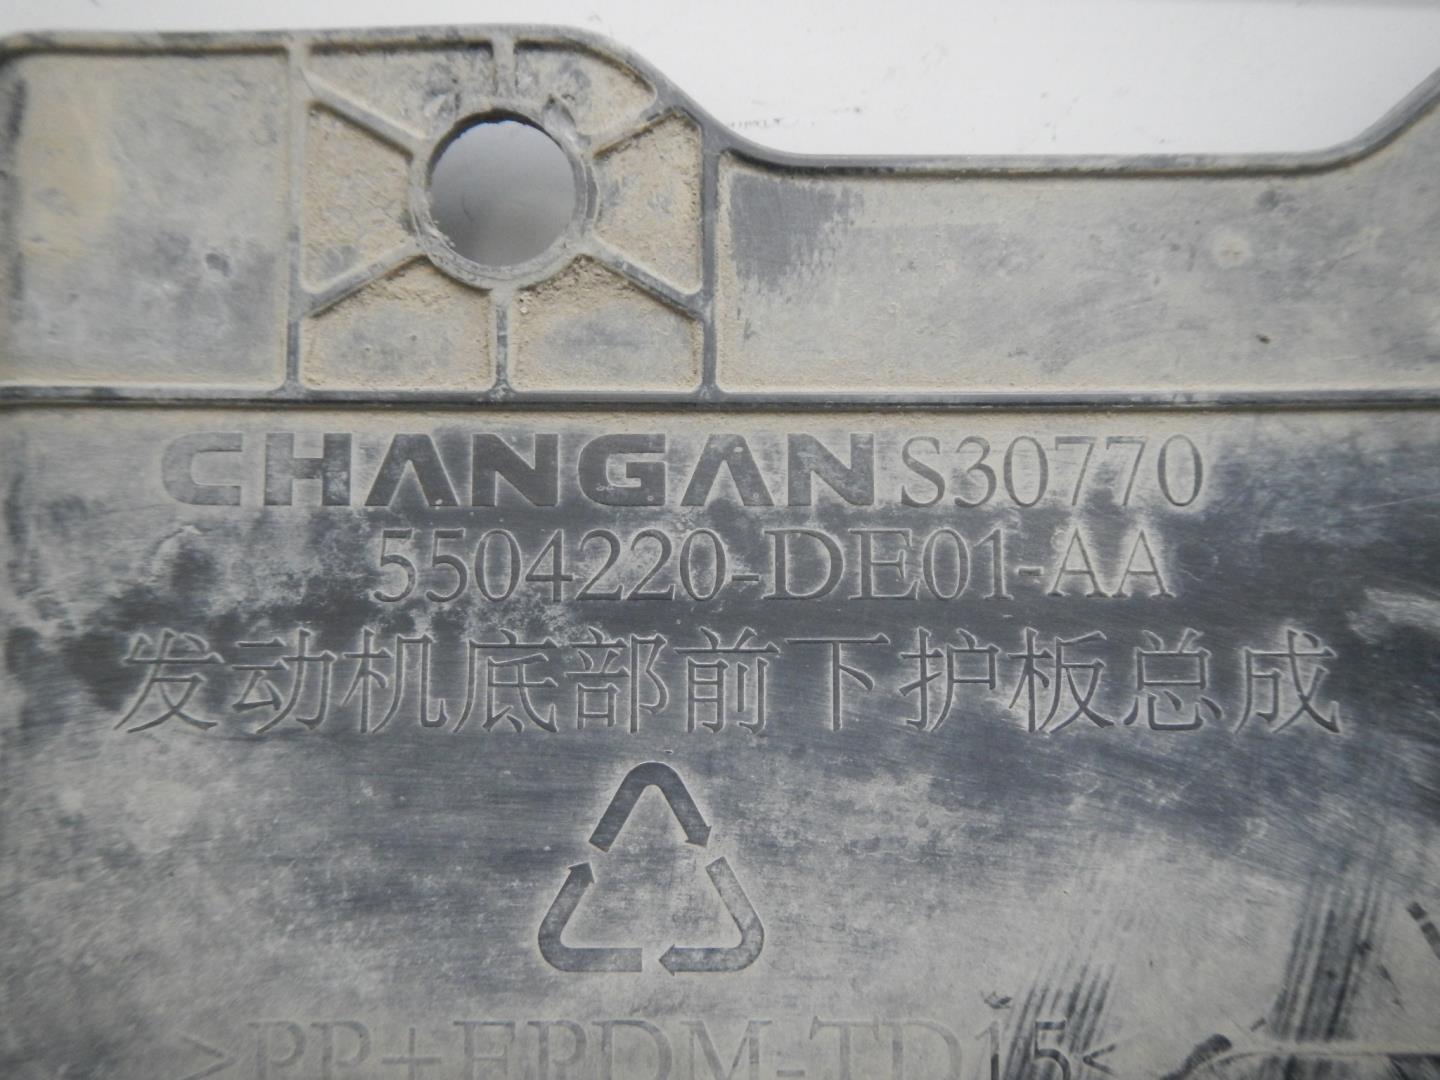 CHANGAN S30770
5504220-DE01-AA
发动机底部前下护板总成
>PP+EPDM-TD15<